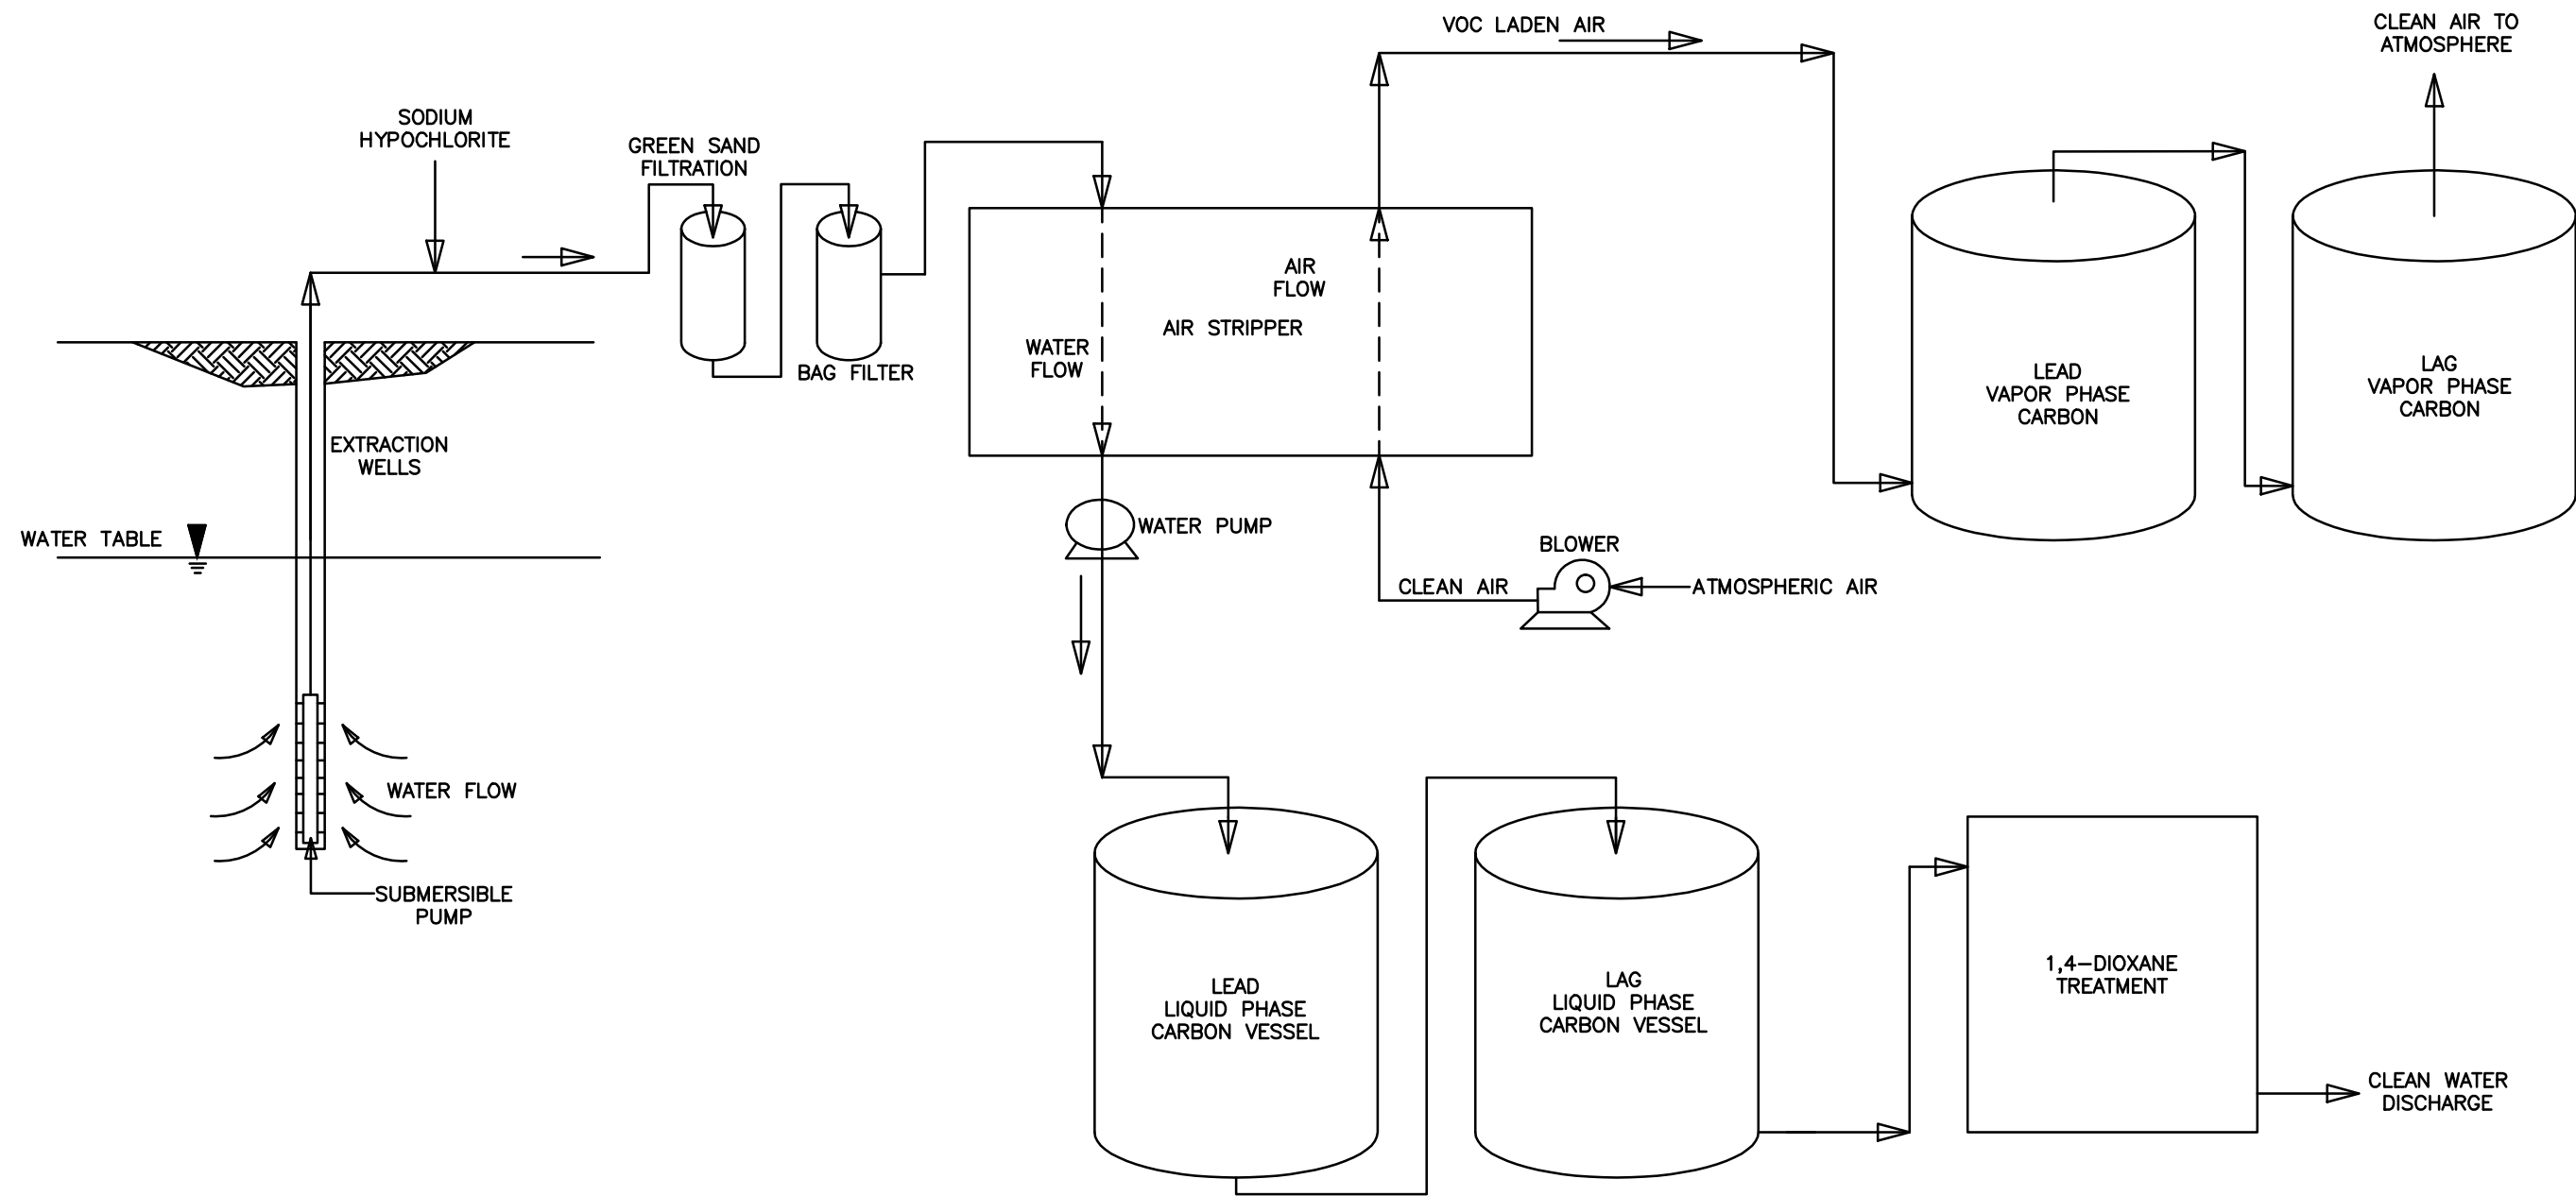 VOC LADEN AIR
CLEAN AIR TO
ATMOSPHERE
SODIUM
HYPOCHLORITE
GREEN SAND
FILTRATION
BAG FILTER
AIR
FLOW
AIR STRIPPER
WATER
FLOW
LEAD
VAPOR PHASE
CARBON
LAG
VAPOR PHASE
CARBON
EXTRACTION
WELLS
WATER TABLE
WATER PUMP
BLOWER
CLEAN AIR
ATMOSPHERIC AIR
WATER FLOW
SUBMERSIBLE
PUMP
LEAD
LIQUID PHASE
CARBON VESSEL
LAG
LIQUID PHASE
CARBON VESSEL
1,4-DIOXANE
TREATMENT
CLEAN WATER
DISCHARGE